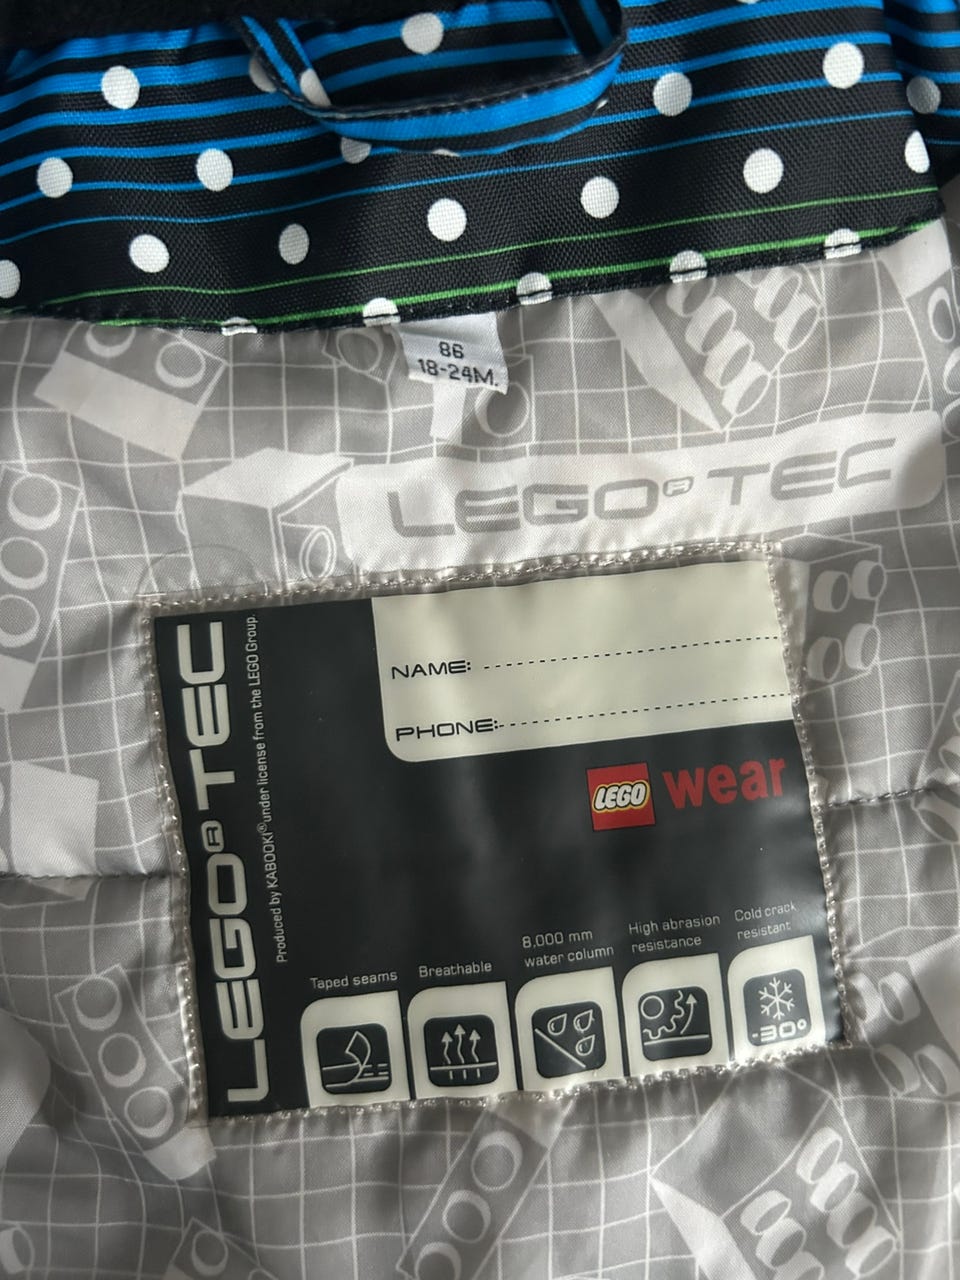 86
18-24M.
LEGO® TEC
LEGO® TEC
Produced by KABOOKI® under license from the LEGO Group.
NAME:
PHONE:
LEGO wear
Taped seams
Breathable
8,000 mm
water column
High abrasion
resistance
Cold crack
resistant
-30°